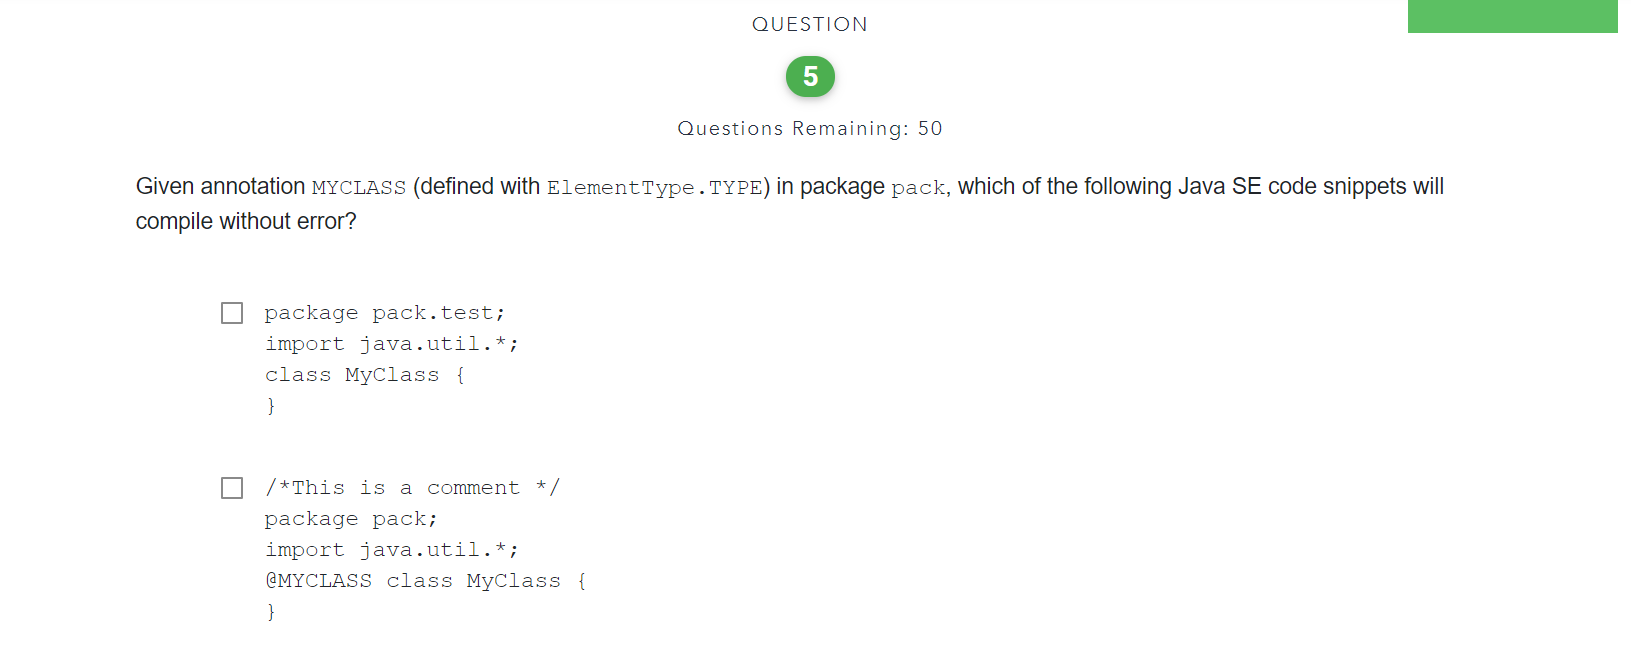 QUESTION
5
Questions Remaining: 50
Given annotation MYCLASS (defined with ElementType.TYPE) in package pack, which of the following Java SE code snippets will
compile without error?
package pack.test;
import java.util.*;
class MyClass {
}
/*This is a comment */
package pack;
import java.util.*;
@MYCLASS class MyClass {
}